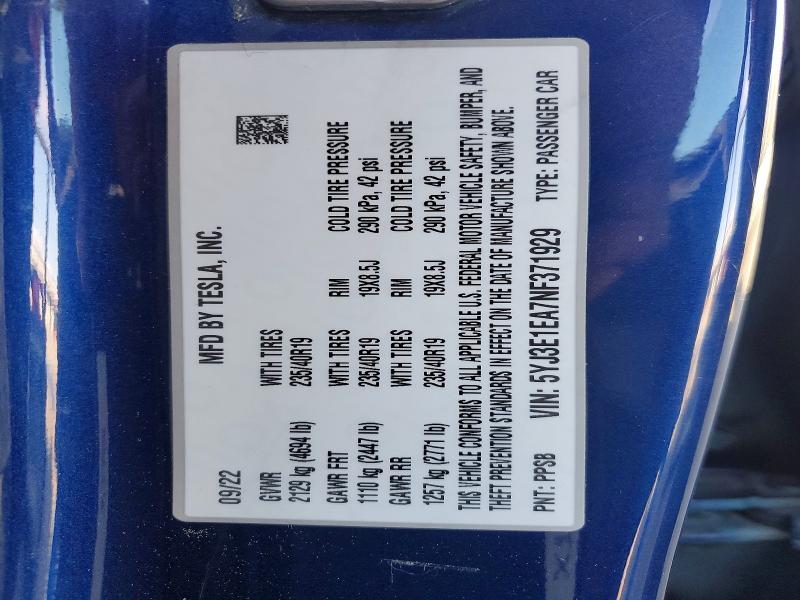 MFD BY TESLA, INC.
09/22
GVWR WITH TIRES
2129 kg (4694 lb) 235/40R19
GAWR FRT WITH TIRES RIM COLD TIRE PRESSURE
1110 kg (2447 lb) 235/40R19 19X8.5J 290 kPa, 42 psi
GAWR RR WITH TIRES RIM COLD TIRE PRESSURE
1257 kg (2771 lb) 235/40R19 19X8.5J 290 kPa, 42 psi
THIS VEHICLE CONFORMS TO ALL APPLICABLE U.S. FEDERAL MOTOR VEHICLE SAFETY, BUMPER, AND
THEFT PREVENTION STANDARDS IN EFFECT ON THE DATE OF MANUFACTURE SHOWN ABOVE.
PNT: PPSB VIN: 5YJ3E1EA7NF371929 TYPE: PASSENGER CAR